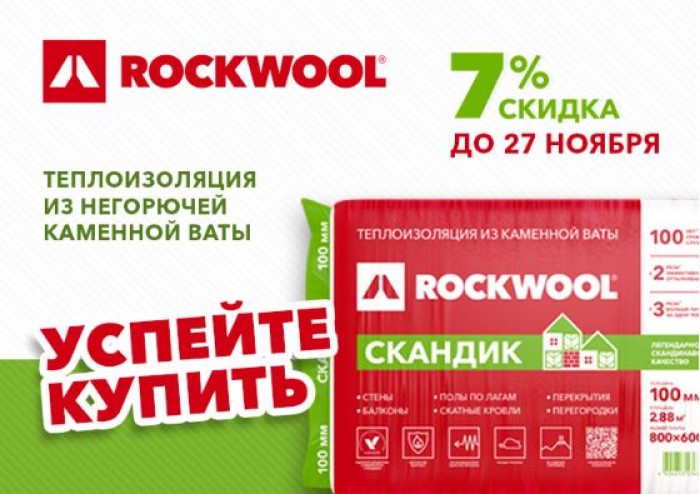 ROCKWOOL®
7%
СКИДКА
ДО 27 НОЯБРЯ
ТЕПЛОИЗОЛЯЦИЯ
ИЗ НЕГОРЮЧЕЙ
КАМЕННОЙ ВАТЫ
УСПЕЙТЕ
КУПИТЬ
100 мм
ТЕПЛОИЗОЛЯЦИЯ ИЗ КАМЕННОЙ ВАТЫ
ROCKWOOL
СКАНДИК
• СТЕНЫ • ПОЛЫ ПО ЛАГАМ • ПЕРЕКРЫТИЯ
• БАЛКОНЫ • СКАТНЫЕ КРОВЛИ • ПЕРЕГОРОДКИ
100
2
3
100 мм
2,88 м²
800×600
100 мм